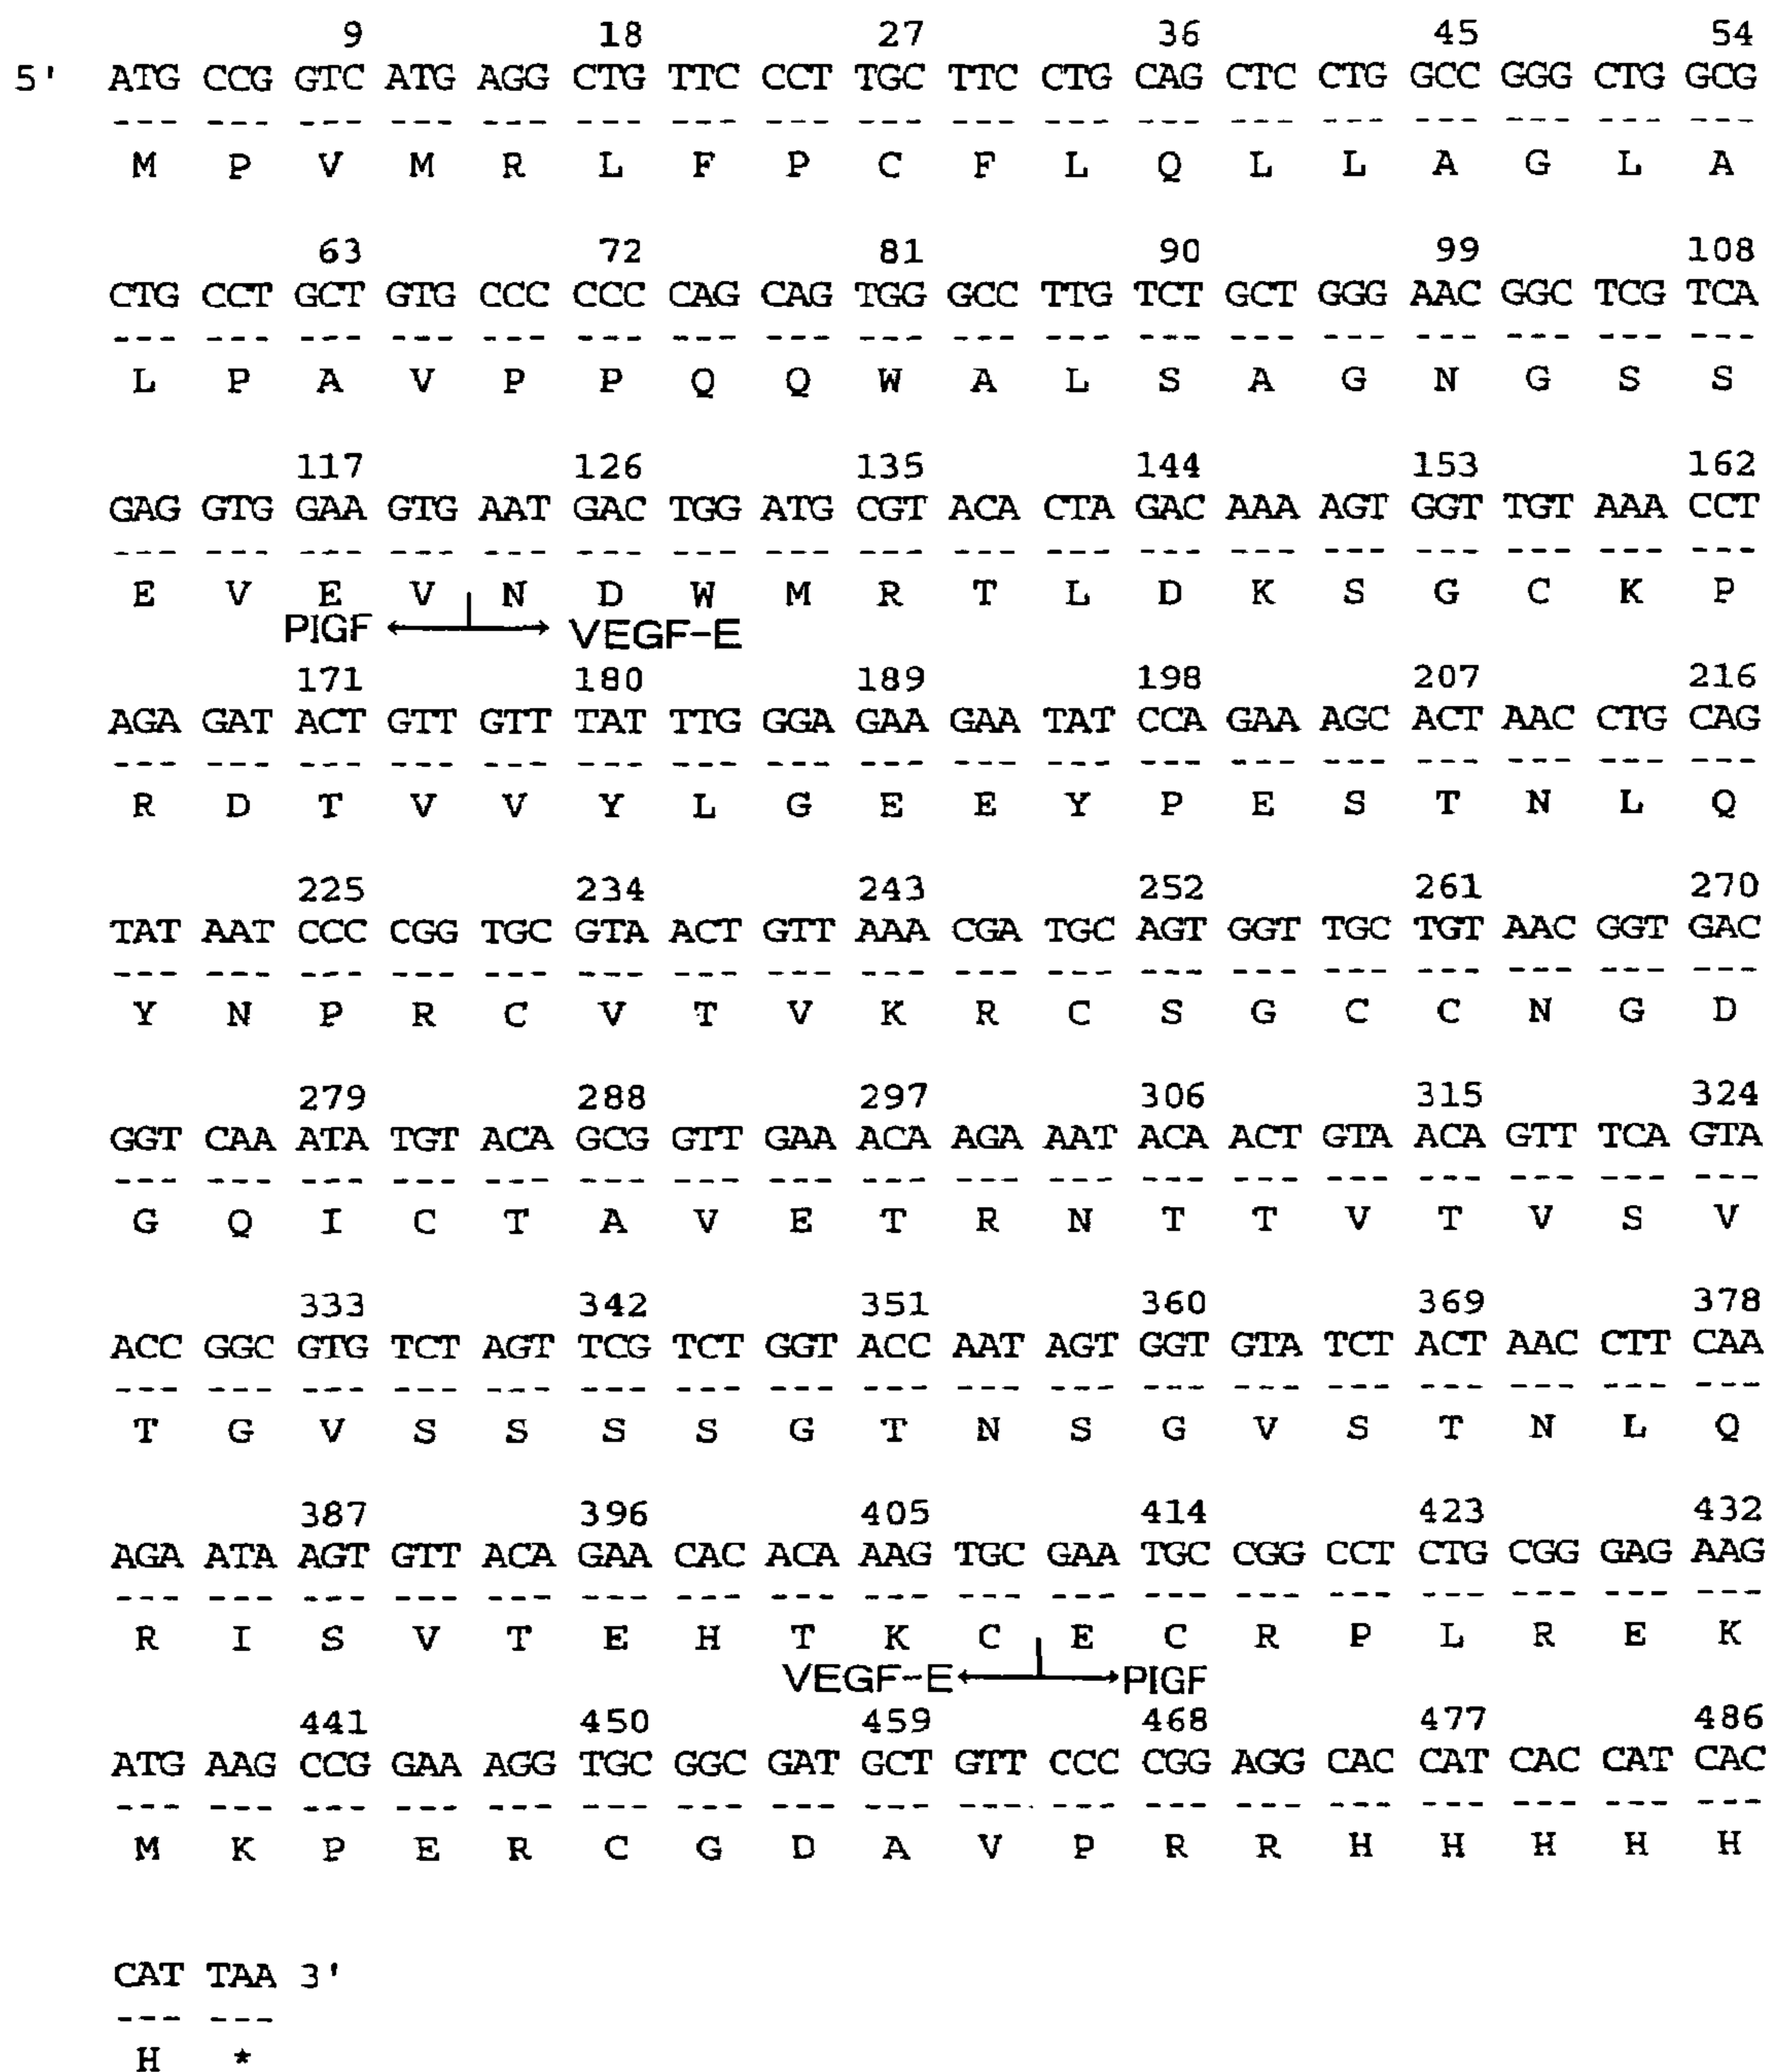 9 18 27 36 45 54
5' ATG CCG GTC ATG AGG CTG TTC CCT TGC TTC CTG CAG CTC CTG GCC GGG CTG GCG
--- --- --- --- --- --- --- --- --- --- --- --- --- --- --- --- --- ---
M P V M R L F P C F L Q L L A G L A
63 72 81 90 99 108
CTG CCT GCT GTG CCC CCC CAG CAG TGG GCC TTG TCT GCT GGG AAC GGC TCG TCA
--- --- --- --- --- --- --- --- --- --- --- --- --- --- --- --- --- ---
L P A V P P Q Q W A L S A G N G S S
117 126 135 144 153 162
GAG GTG GAA GTG AAT GAC TGG ATG CGT ACA CTA GAC AAA AGT GGT TGT AAA CCT
--- --- --- --- --- --- --- --- --- --- --- --- --- --- --- --- --- ---
E V E V N D W M R T L D K S G C K P
PIGF ←→ VEGF-E
171 180 189 198 207 216
AGA GAT ACT GTT GTT TAT TTG GGA GAA GAA TAT CCA GAA AGC ACT AAC CTG CAG
--- --- --- --- --- --- --- --- --- --- --- --- --- --- --- --- --- ---
R D T V V Y L G E E Y P E S T N L Q
225 234 243 252 261 270
TAT AAT CCC CGG TGC GTA ACT GTT AAA CGA TGC AGT GGT TGC TGT AAC GGT GAC
--- --- --- --- --- --- --- --- --- --- --- --- --- --- --- --- --- ---
Y N P R C V T V K R C S G C C N G D
279 288 297 306 315 324
GGT CAA ATA TGT ACA GCG GTT GAA ACA AGA AAT ACA ACT GTA ACA GTT TCA GTA
--- --- --- --- --- --- --- --- --- --- --- --- --- --- --- --- --- ---
G Q I C T A V E T R N T T V T V S V
333 342 351 360 369 378
ACC GGC GTG TCT AGT TCG TCT GGT ACC AAT AGT GGT GTA TCT ACT AAC CTT CAA
--- --- --- --- --- --- --- --- --- --- --- --- --- --- --- --- --- ---
T G V S S S S G T N S G V S T N L Q
387 396 405 414 423 432
AGA ATA AGT GTT ACA GAA CAC ACA AAG TGC GAA TGC CGG CCT CTG CGG GAG AAG
--- --- --- --- --- --- --- --- --- --- --- --- --- --- --- --- --- ---
R I S V T E H T K C E C R P L R E K
VEGF-E ←→ PIGF
441 450 459 468 477 486
ATG AAG CCG GAA AGG TGC GGC GAT GCT GTT CCC CGG AGG CAC CAT CAC CAT CAC
--- --- --- --- --- --- --- --- --- --- --- --- --- --- --- --- --- ---
M K P E R C G D A V P R R H H H H H
CAT TAA 3'
--- ---
H *